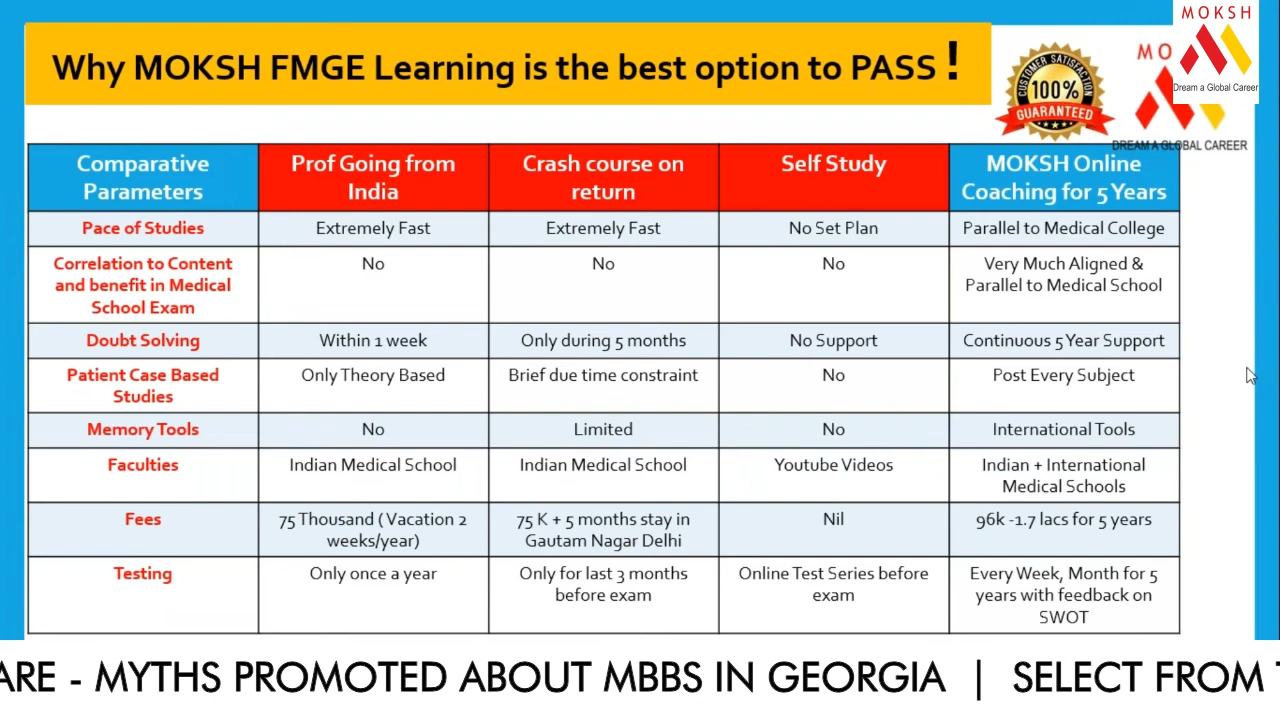 Why MOKSH FMGE Learning is the best option to PASS !
CUSTOMER SATISFACTION
100%
GUARANTEED
MO
DREAM A GLOBAL CAREER
MOKSH
Dream a Global Career
Comparative
Parameters
Prof Going from
India
Crash course on
return
Self Study
MOKSH Online
Coaching for 5 Years
Pace of Studies
Extremely Fast
Extremely Fast
No Set Plan
Parallel to Medical College
Correlation to Content
and benefit in Medical
School Exam
No
No
No
Very Much Aligned &
Parallel to Medical School
Doubt Solving
Within 1 week
Only during 5 months
No Support
Continuous 5 Year Support
Patient Case Based
Studies
Only Theory Based
Brief due time constraint
No
Post Every Subject
Memory Tools
No
Limited
No
International Tools
Faculties
Indian Medical School
Indian Medical School
Youtube Videos
Indian + International
Medical Schools
Fees
75 Thousand ( Vacation 2
weeks/year)
75 K + 5 months stay in
Gautam Nagar Delhi
Nil
96k -1.7 lacs for 5 years
Testing
Only once a year
Only for last 3 months
before exam
Online Test Series before
exam
Every Week, Month for 5
years with feedback on
SWOT
ARE - MYTHS PROMOTED ABOUT MBBS IN GEORGIA | SELECT FROM